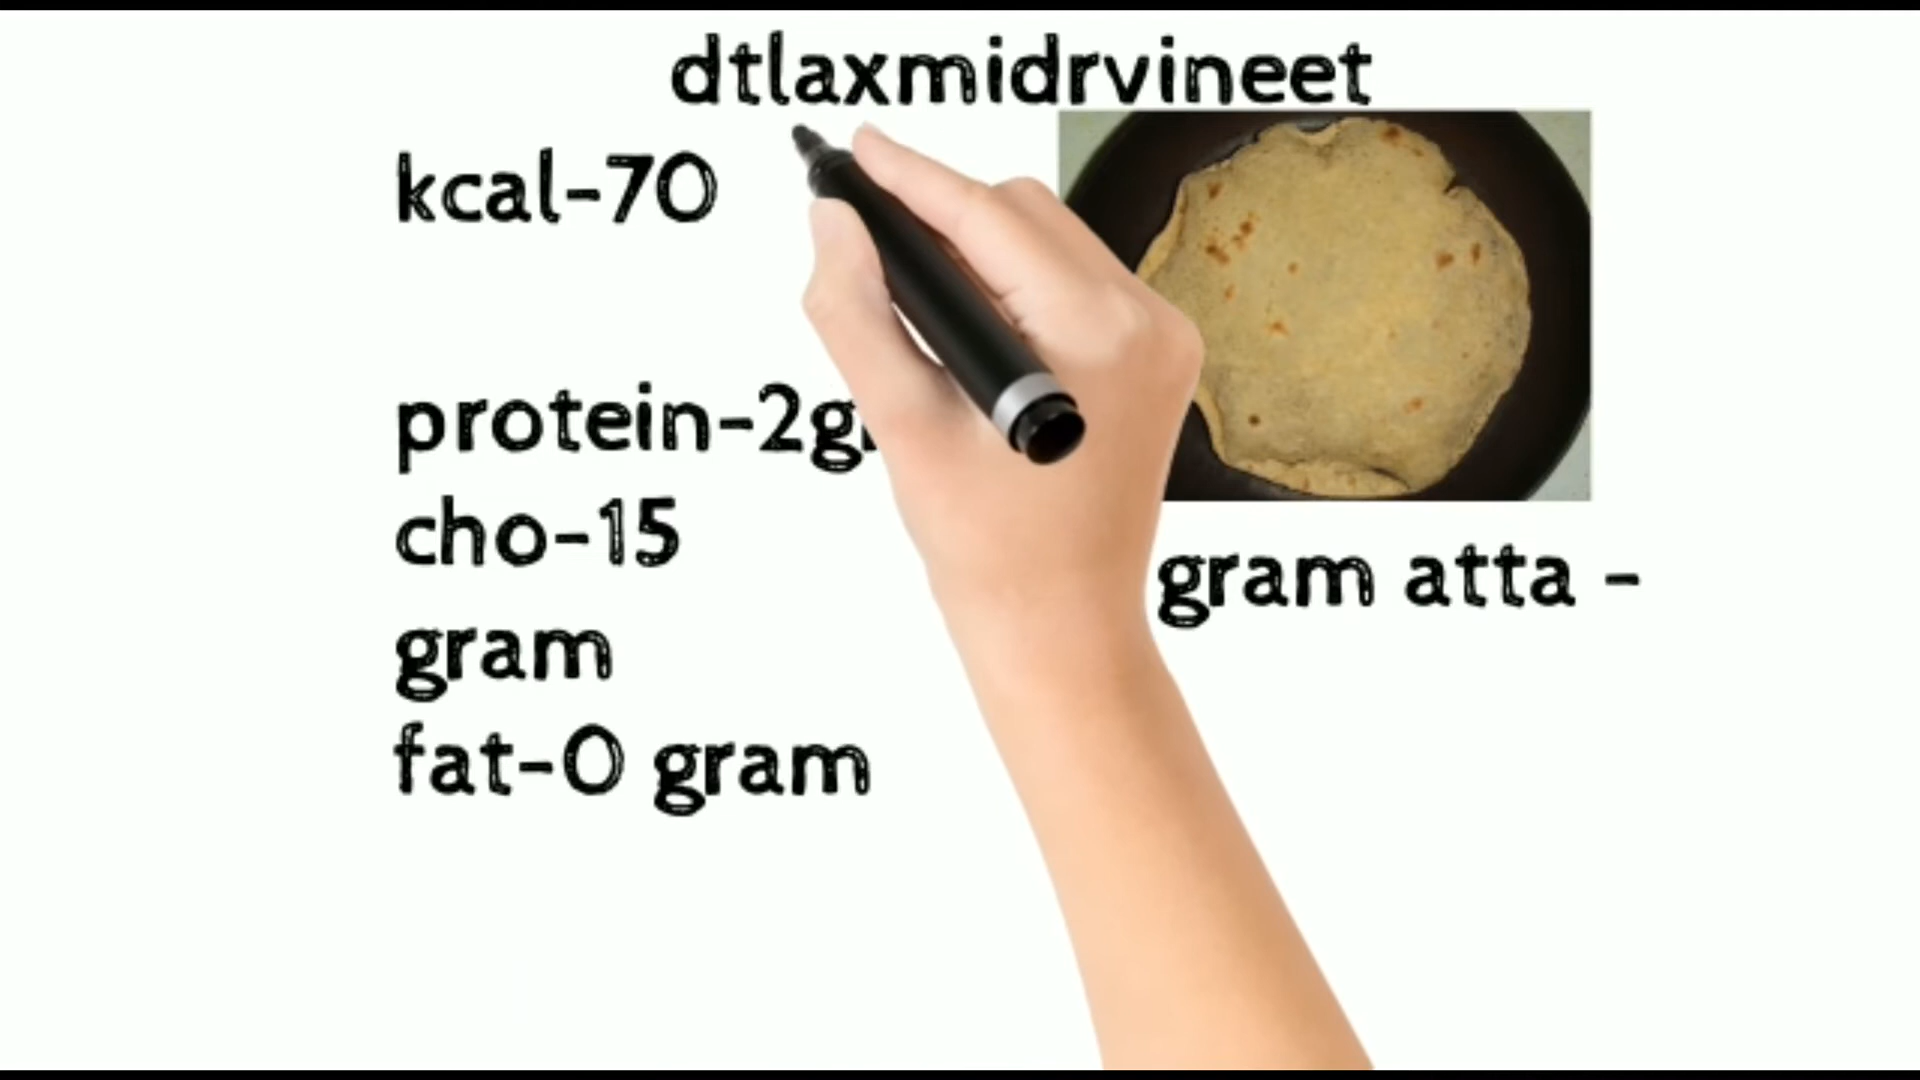 dtlaxmidrvineet
kcal-70
protein-2g
cho-15
gram
fat-0 gram
gram atta -